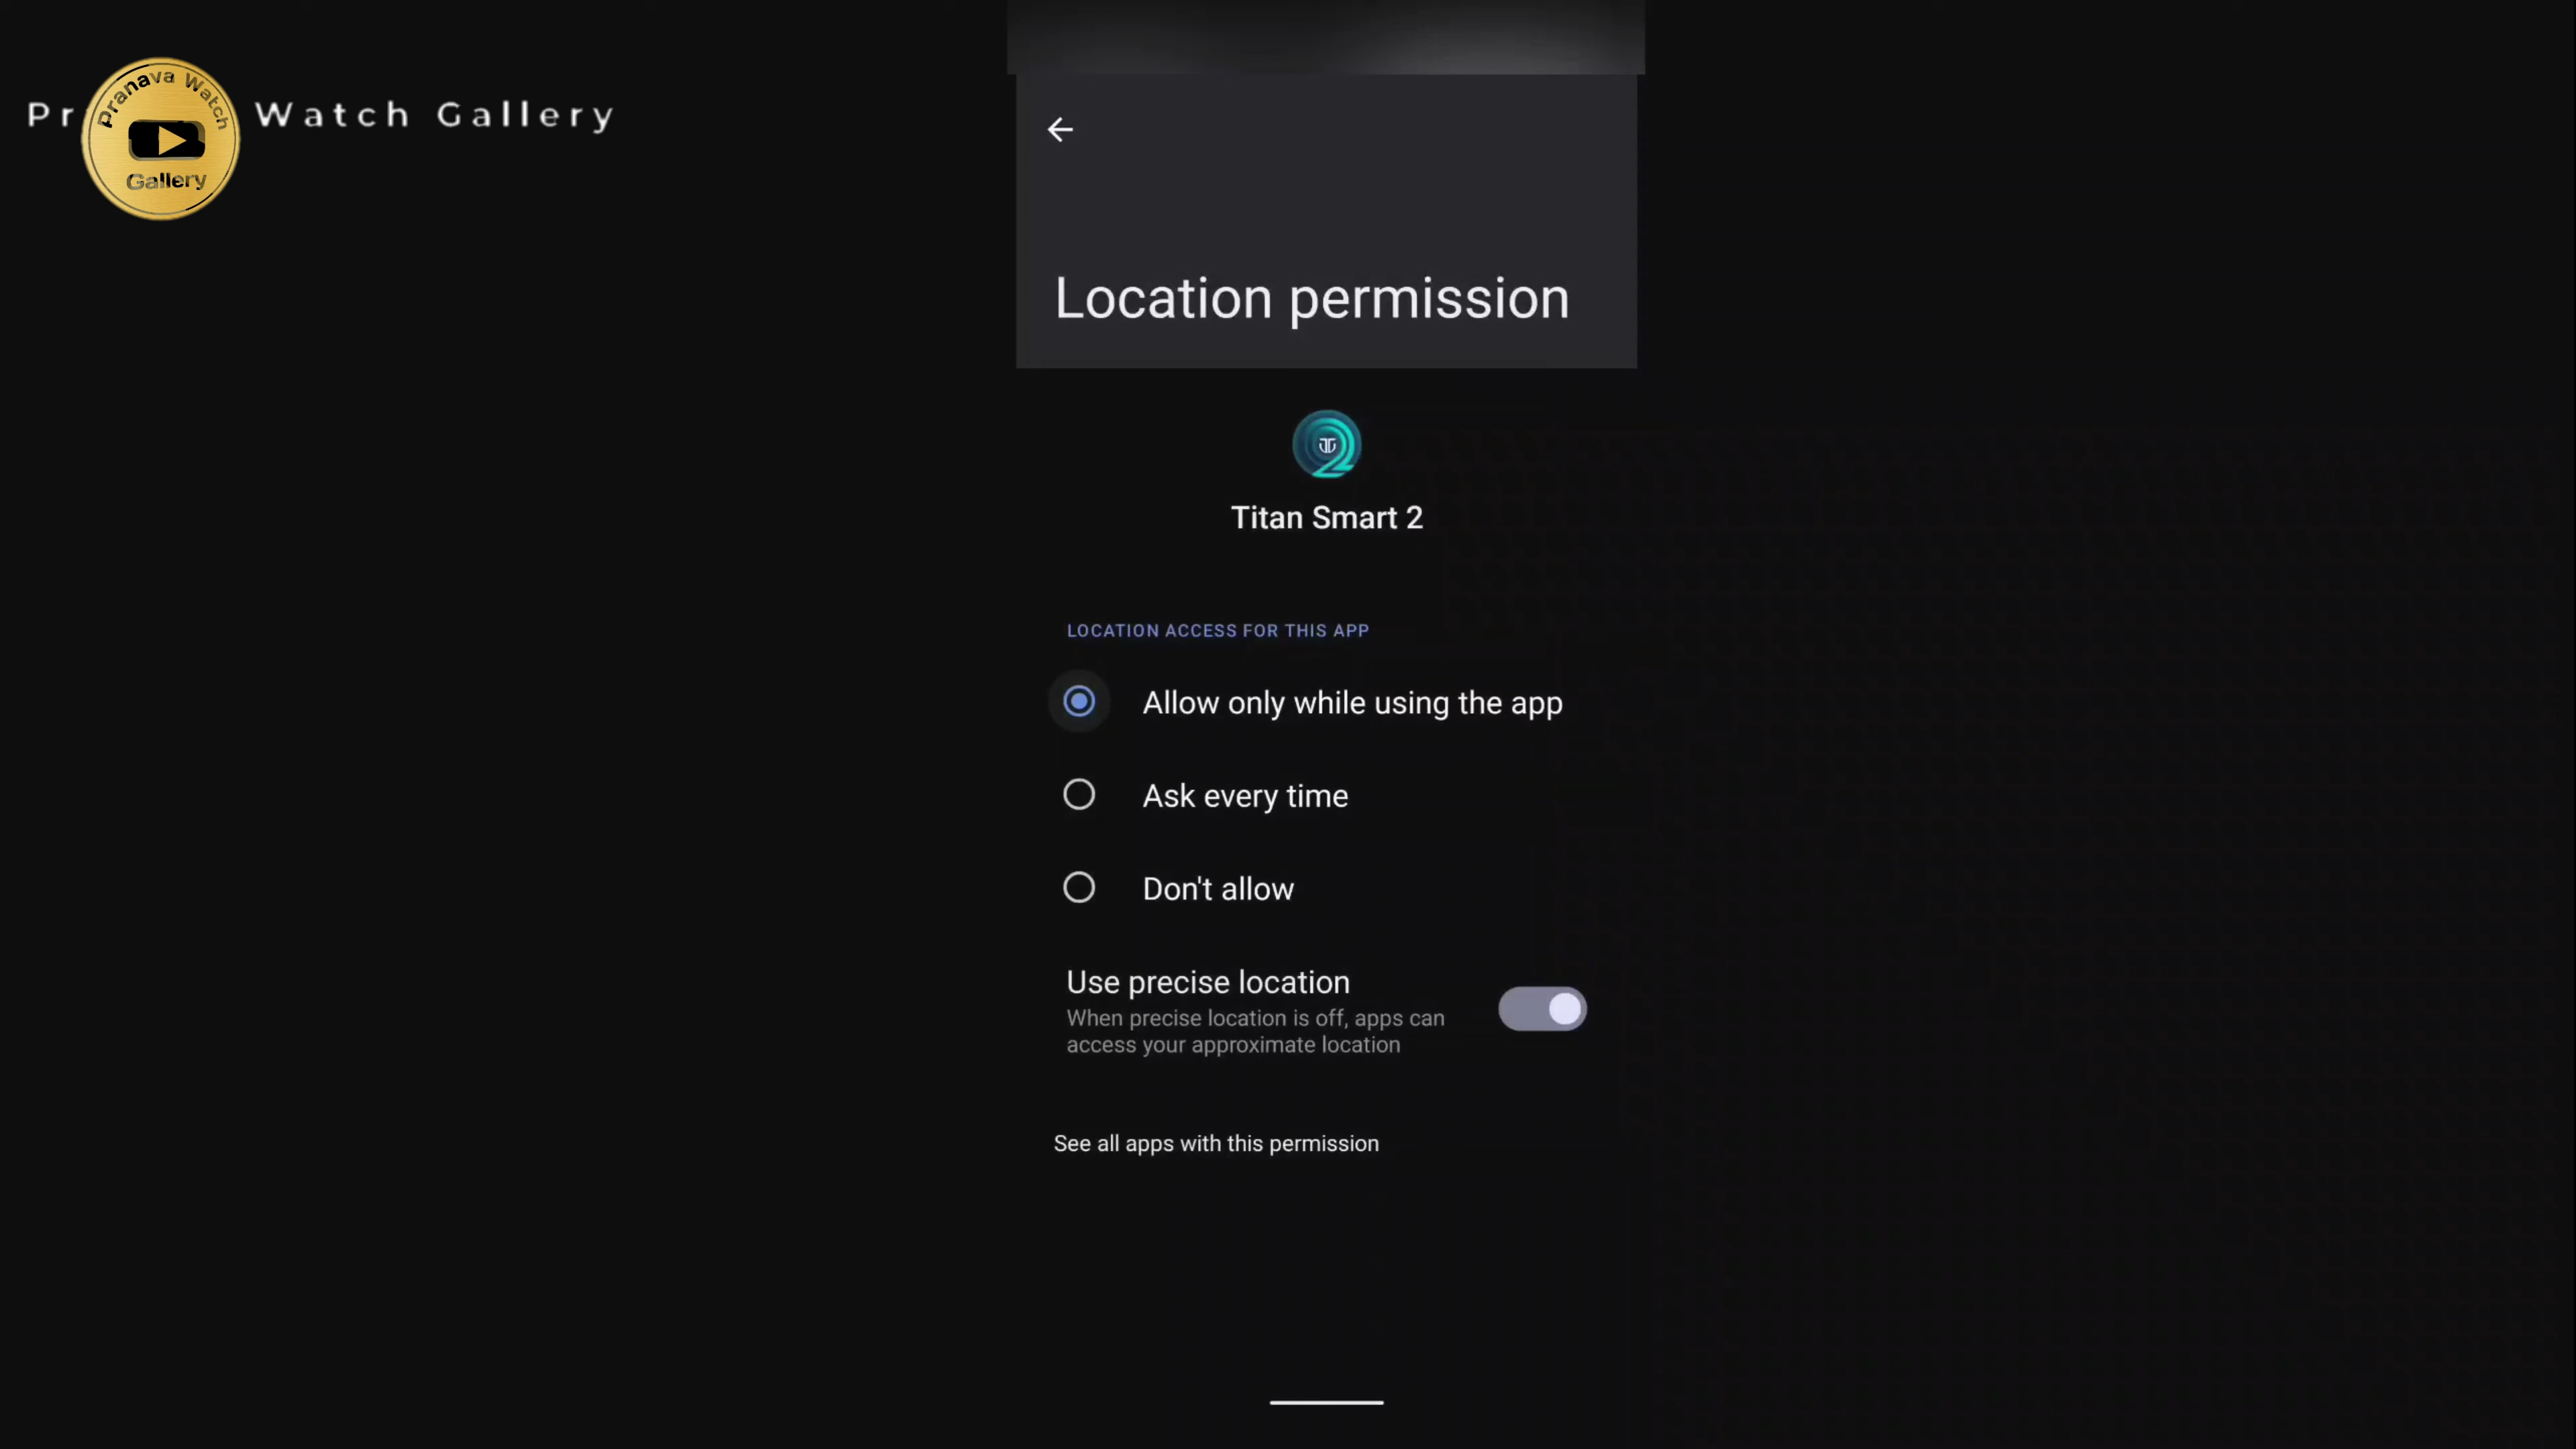 Pr Watch Gallery
Pranava Watch
Gallery
Location permission
Titan Smart 2
LOCATION ACCESS FOR THIS APP
Allow only while using the app
Ask every time
Don't allow
Use precise location
When precise location is off, apps can
access your approximate location
See all apps with this permission